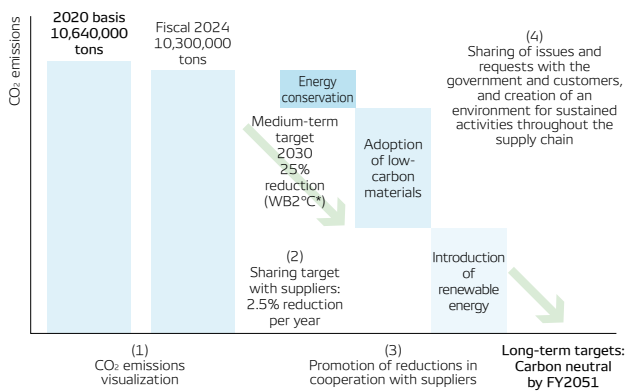 CO₂ emissions
2020 basis
10,640,000
tons
Fiscal 2024
10,300,000
tons
Energy
conservation
Medium-term
target
2030
25%
reduction
(WB2°C*)
Adoption
of low-
carbon
materials
(4)
Sharing of issues and
requests with the
government and customers,
and creation of an
environment for sustained
activities throughout the
supply chain
(2)
Sharing target
with suppliers:
2.5% reduction
per year
Introduction
of
renewable
energy
(1)
CO₂ emissions
visualization
(3)
Promotion of reductions in
cooperation with suppliers
Long-term targets:
Carbon neutral
by FY2051